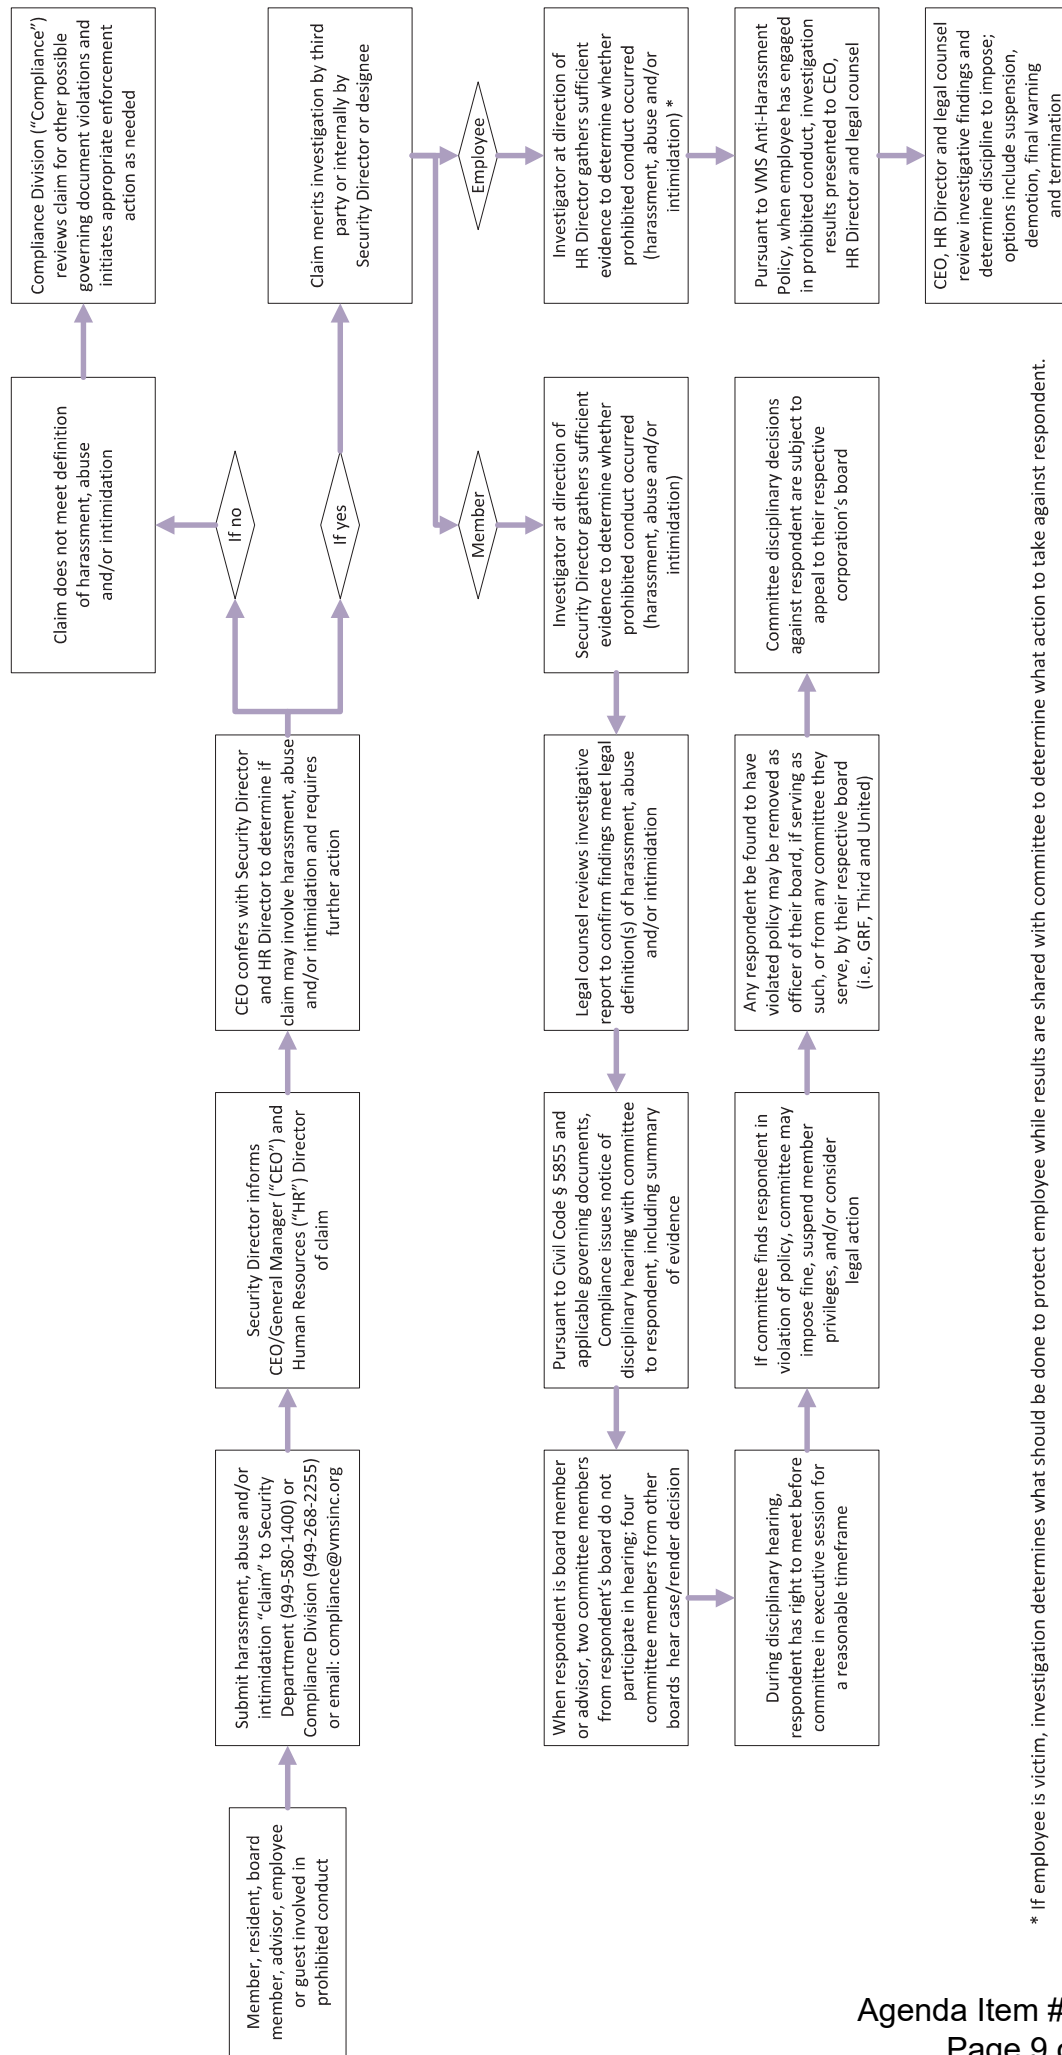 Member, resident, board
member, advisor, employee
or guest involved in
prohibited conduct
Submit harassment, abuse and/or
intimidation “claim” to Security
Department (949-580-1400) or
Compliance Division (949-268-2255)
or email: compliance@vmsinc.org
Security Director informs
CEO/General Manager (“CEO”) and
Human Resources (“HR”) Director
of claim
CEO confers with Security Director
and HR Director to determine if
claim may involve harassment, abuse
and/or intimidation and requires
further action
If no
Claim does not meet definition
of harassment, abuse
and/or intimidation
Compliance Division (“Compliance”)
reviews claim for other possible
governing document violations and
initiates appropriate enforcement
action as needed
If yes
Claim merits investigation by third
party or internally by
Security Director or designee
Member
Investigator at direction of
Security Director gathers sufficient
evidence to determine whether
prohibited conduct occurred
(harassment, abuse and/or
intimidation)
Legal counsel reviews investigative
report to confirm findings meet legal
definition(s) of harassment, abuse
and/or intimidation
Pursuant to Civil Code § 5855 and
applicable governing documents,
Compliance issues notice of
disciplinary hearing with committee
to respondent, including summary
of evidence
When respondent is board member
or advisor, two committee members
from respondent’s board do not
participate in hearing; four
committee members from other
boards hear case/render decision
During disciplinary hearing,
respondent has right to meet before
committee in executive session for
a reasonable timeframe
If committee finds respondent in
violation of policy, committee may
impose fine, suspend member
privileges, and/or consider
legal action
Any respondent be found to have
violated policy may be removed as
officer of their board, if serving as
such, or from any committee they
serve, by their respective board
(i.e., GRF, Third and United)
Committee disciplinary decisions
against respondent are subject to
appeal to their respective
corporation’s board
Employee
Investigator at direction of
HR Director gathers sufficient
evidence to determine whether
prohibited conduct occurred
(harassment, abuse and/or
intimidation) *
Pursuant to VMS Anti-Harassment
Policy, when employee has engaged
in prohibited conduct, investigation
results presented to CEO,
HR Director and legal counsel
CEO, HR Director and legal counsel
review investigative findings and
determine discipline to impose;
options include suspension,
demotion, final warning
and termination
* If employee is victim, investigation determines what should be done to protect employee while results are shared with committee to determine what action to take against respondent.
Agenda Item #
Page 9 o